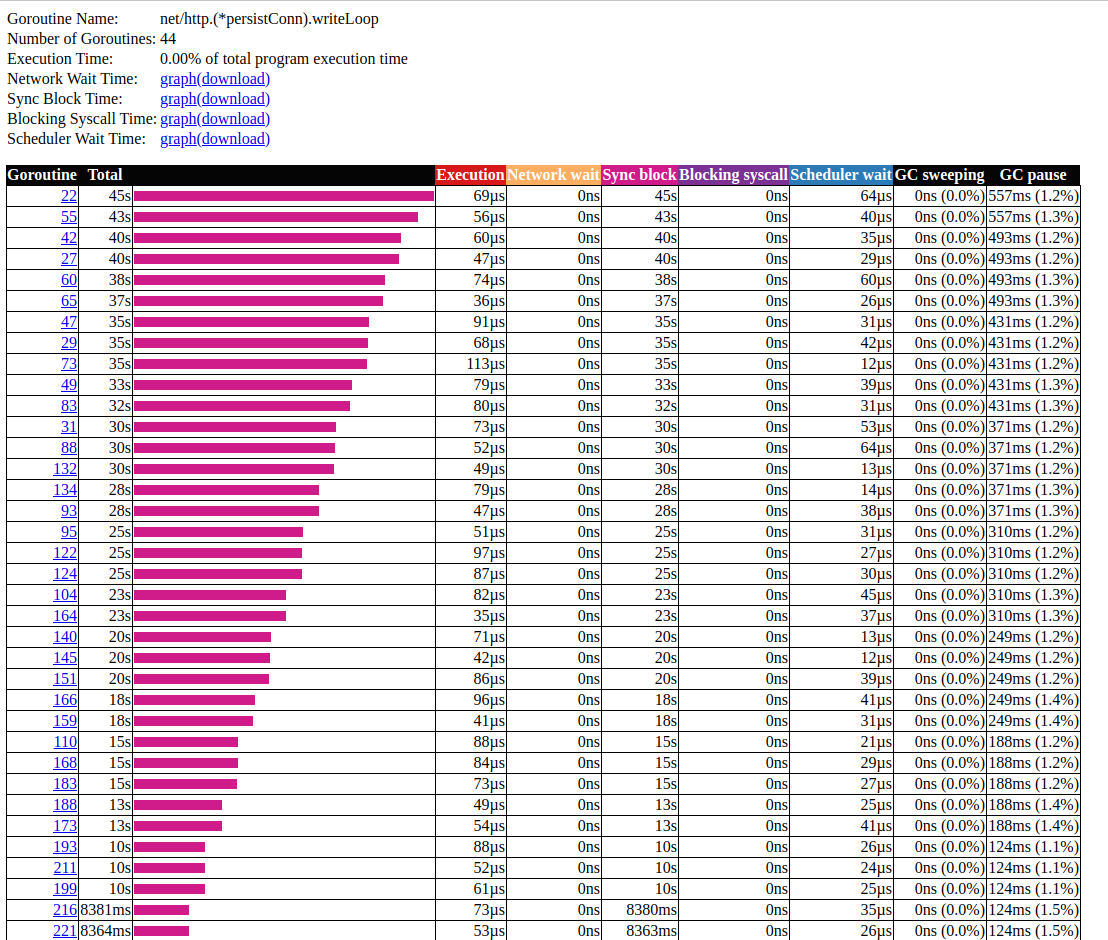 Goroutine Name: net/http.(*persistConn).writeLoop
Number of Goroutines: 44
Execution Time: 0.00% of total program execution time
Network Wait Time: graph(download)
Sync Block Time: graph(download)
Blocking Syscall Time: graph(download)
Scheduler Wait Time: graph(download)
Goroutine Total Execution Network wait Sync block Blocking syscall Scheduler wait GC sweeping GC pause
22 45s 69µs 0ns 45s 0ns 64µs 0ns (0.0%) 557ms (1.2%)
55 43s 56µs 0ns 43s 0ns 40µs 0ns (0.0%) 557ms (1.3%)
42 40s 60µs 0ns 40s 0ns 35µs 0ns (0.0%) 493ms (1.2%)
27 40s 47µs 0ns 40s 0ns 29µs 0ns (0.0%) 493ms (1.2%)
60 38s 74µs 0ns 38s 0ns 60µs 0ns (0.0%) 493ms (1.3%)
65 37s 36µs 0ns 37s 0ns 26µs 0ns (0.0%) 493ms (1.3%)
47 35s 91µs 0ns 35s 0ns 31µs 0ns (0.0%) 431ms (1.2%)
29 35s 68µs 0ns 35s 0ns 42µs 0ns (0.0%) 431ms (1.2%)
73 35s 113µs 0ns 35s 0ns 12µs 0ns (0.0%) 431ms (1.2%)
49 33s 79µs 0ns 33s 0ns 39µs 0ns (0.0%) 431ms (1.3%)
83 32s 80µs 0ns 32s 0ns 31µs 0ns (0.0%) 431ms (1.3%)
31 30s 73µs 0ns 30s 0ns 53µs 0ns (0.0%) 371ms (1.2%)
88 30s 52µs 0ns 30s 0ns 64µs 0ns (0.0%) 371ms (1.2%)
132 30s 49µs 0ns 30s 0ns 13µs 0ns (0.0%) 371ms (1.2%)
134 28s 79µs 0ns 28s 0ns 14µs 0ns (0.0%) 371ms (1.3%)
93 28s 47µs 0ns 28s 0ns 38µs 0ns (0.0%) 371ms (1.3%)
95 25s 51µs 0ns 25s 0ns 31µs 0ns (0.0%) 310ms (1.2%)
122 25s 97µs 0ns 25s 0ns 27µs 0ns (0.0%) 310ms (1.2%)
124 25s 87µs 0ns 25s 0ns 30µs 0ns (0.0%) 310ms (1.2%)
104 23s 82µs 0ns 23s 0ns 45µs 0ns (0.0%) 310ms (1.3%)
164 23s 35µs 0ns 23s 0ns 37µs 0ns (0.0%) 310ms (1.3%)
140 20s 71µs 0ns 20s 0ns 13µs 0ns (0.0%) 249ms (1.2%)
145 20s 42µs 0ns 20s 0ns 12µs 0ns (0.0%) 249ms (1.2%)
151 20s 86µs 0ns 20s 0ns 39µs 0ns (0.0%) 249ms (1.2%)
166 18s 96µs 0ns 18s 0ns 41µs 0ns (0.0%) 249ms (1.4%)
159 18s 41µs 0ns 18s 0ns 31µs 0ns (0.0%) 249ms (1.4%)
110 15s 88µs 0ns 15s 0ns 21µs 0ns (0.0%) 188ms (1.2%)
168 15s 84µs 0ns 15s 0ns 29µs 0ns (0.0%) 188ms (1.2%)
183 15s 73µs 0ns 15s 0ns 27µs 0ns (0.0%) 188ms (1.2%)
188 13s 49µs 0ns 13s 0ns 25µs 0ns (0.0%) 188ms (1.4%)
173 13s 54µs 0ns 13s 0ns 41µs 0ns (0.0%) 188ms (1.4%)
193 10s 88µs 0ns 10s 0ns 26µs 0ns (0.0%) 124ms (1.1%)
211 10s 52µs 0ns 10s 0ns 24µs 0ns (0.0%) 124ms (1.1%)
199 10s 61µs 0ns 10s 0ns 25µs 0ns (0.0%) 124ms (1.1%)
216 8381ms 73µs 0ns 8380ms 0ns 35µs 0ns (0.0%) 124ms (1.5%)
221 8364ms 53µs 0ns 8363ms 0ns 26µs 0ns (0.0%) 124ms (1.5%)